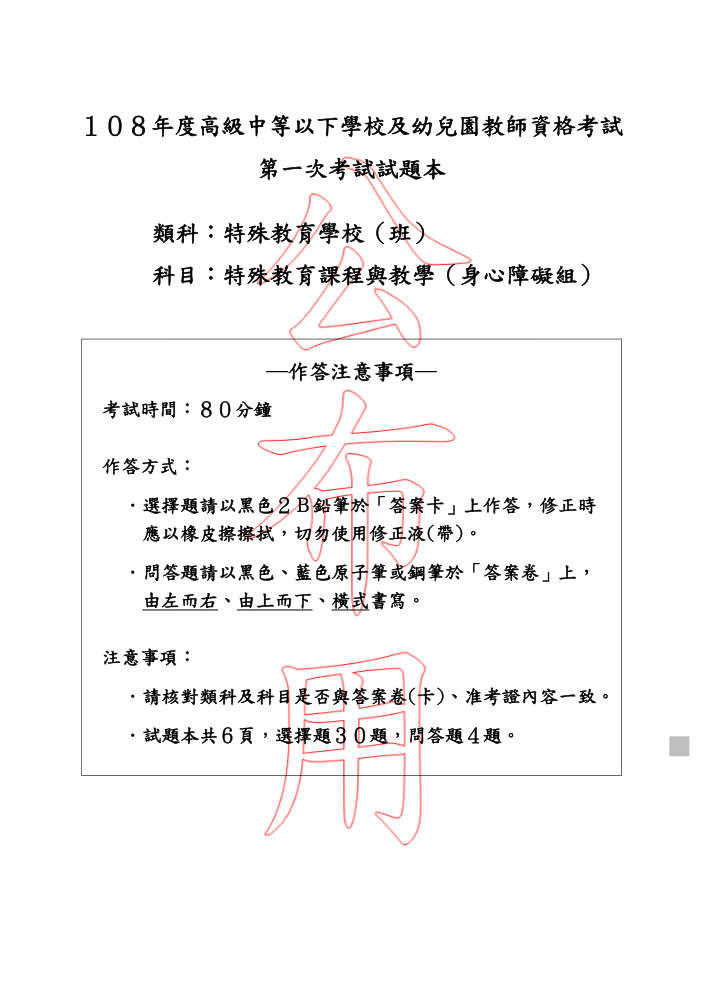 １０８年度高級中等以下學校及幼兒園教師資格考試
第一次考試試題本
類科：特殊教育學校（班）
科目：特殊教育課程與教學（身心障礙組）
—作答注意事項—
考試時間：８０分鐘
作答方式：
‧選擇題請以黑色２Ｂ鉛筆於「答案卡」上作答，修正時
應以橡皮擦擦拭，切勿使用修正液(帶)。
‧問答題請以黑色、藍色原子筆或鋼筆於「答案卷」上，
由左而右、由上而下、橫式書寫。
注意事項：
‧請核對類科及科目是否與答案卷(卡)、准考證內容一致。
‧試題本共６頁，選擇題３０題，問答題４題。
公布用